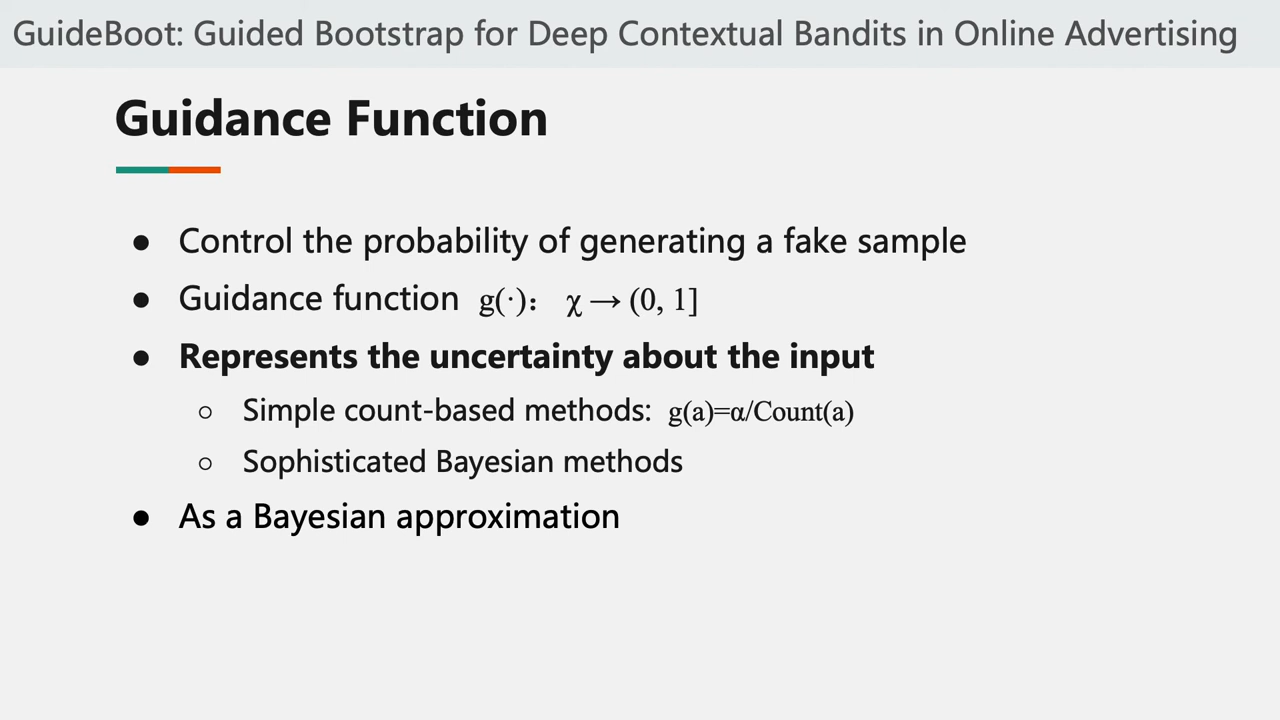 GuideBoot: Guided Bootstrap for Deep Contextual Bandits in Online Advertising
Guidance Function
● Control the probability of generating a fake sample
● Guidance function g(·): χ → (0, 1]
● Represents the uncertainty about the input
○ Simple count-based methods: g(a)=α/Count(a)
○ Sophisticated Bayesian methods
● As a Bayesian approximation